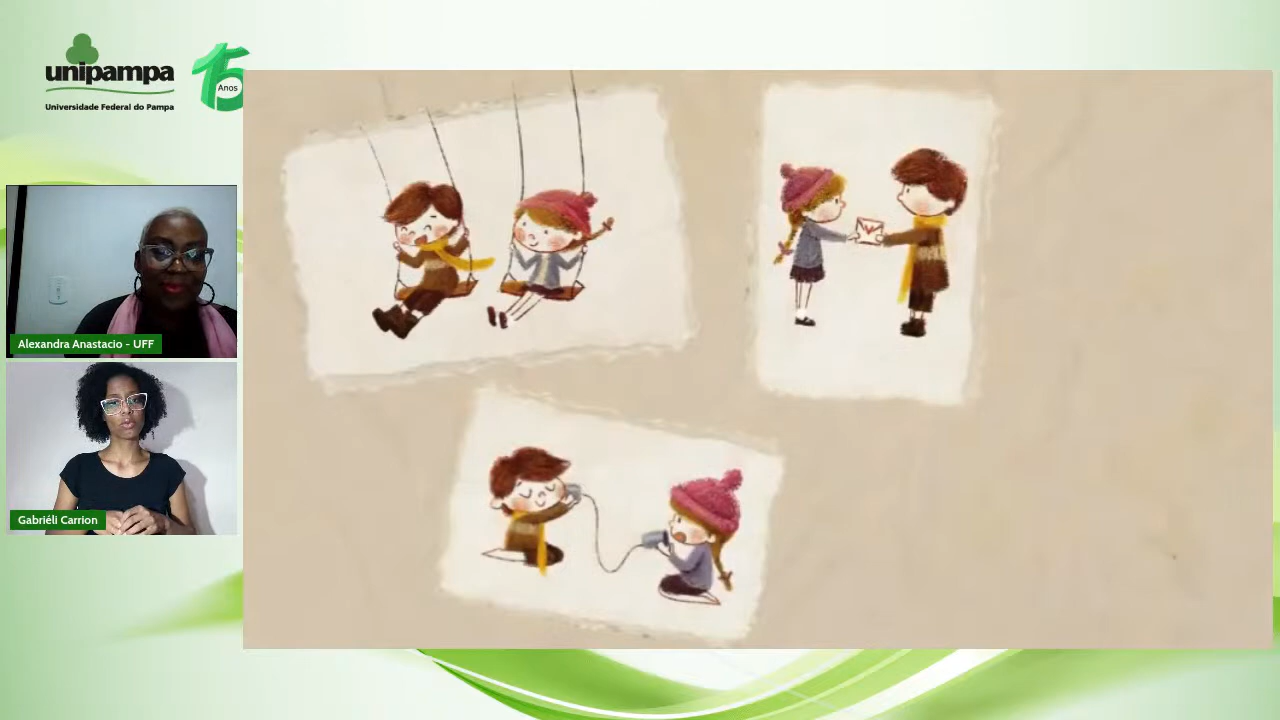 unipampa
Universidade Federal do Pampa
15
Anos
Alexandra Anastacio - UFF
Gabriéli Carrion